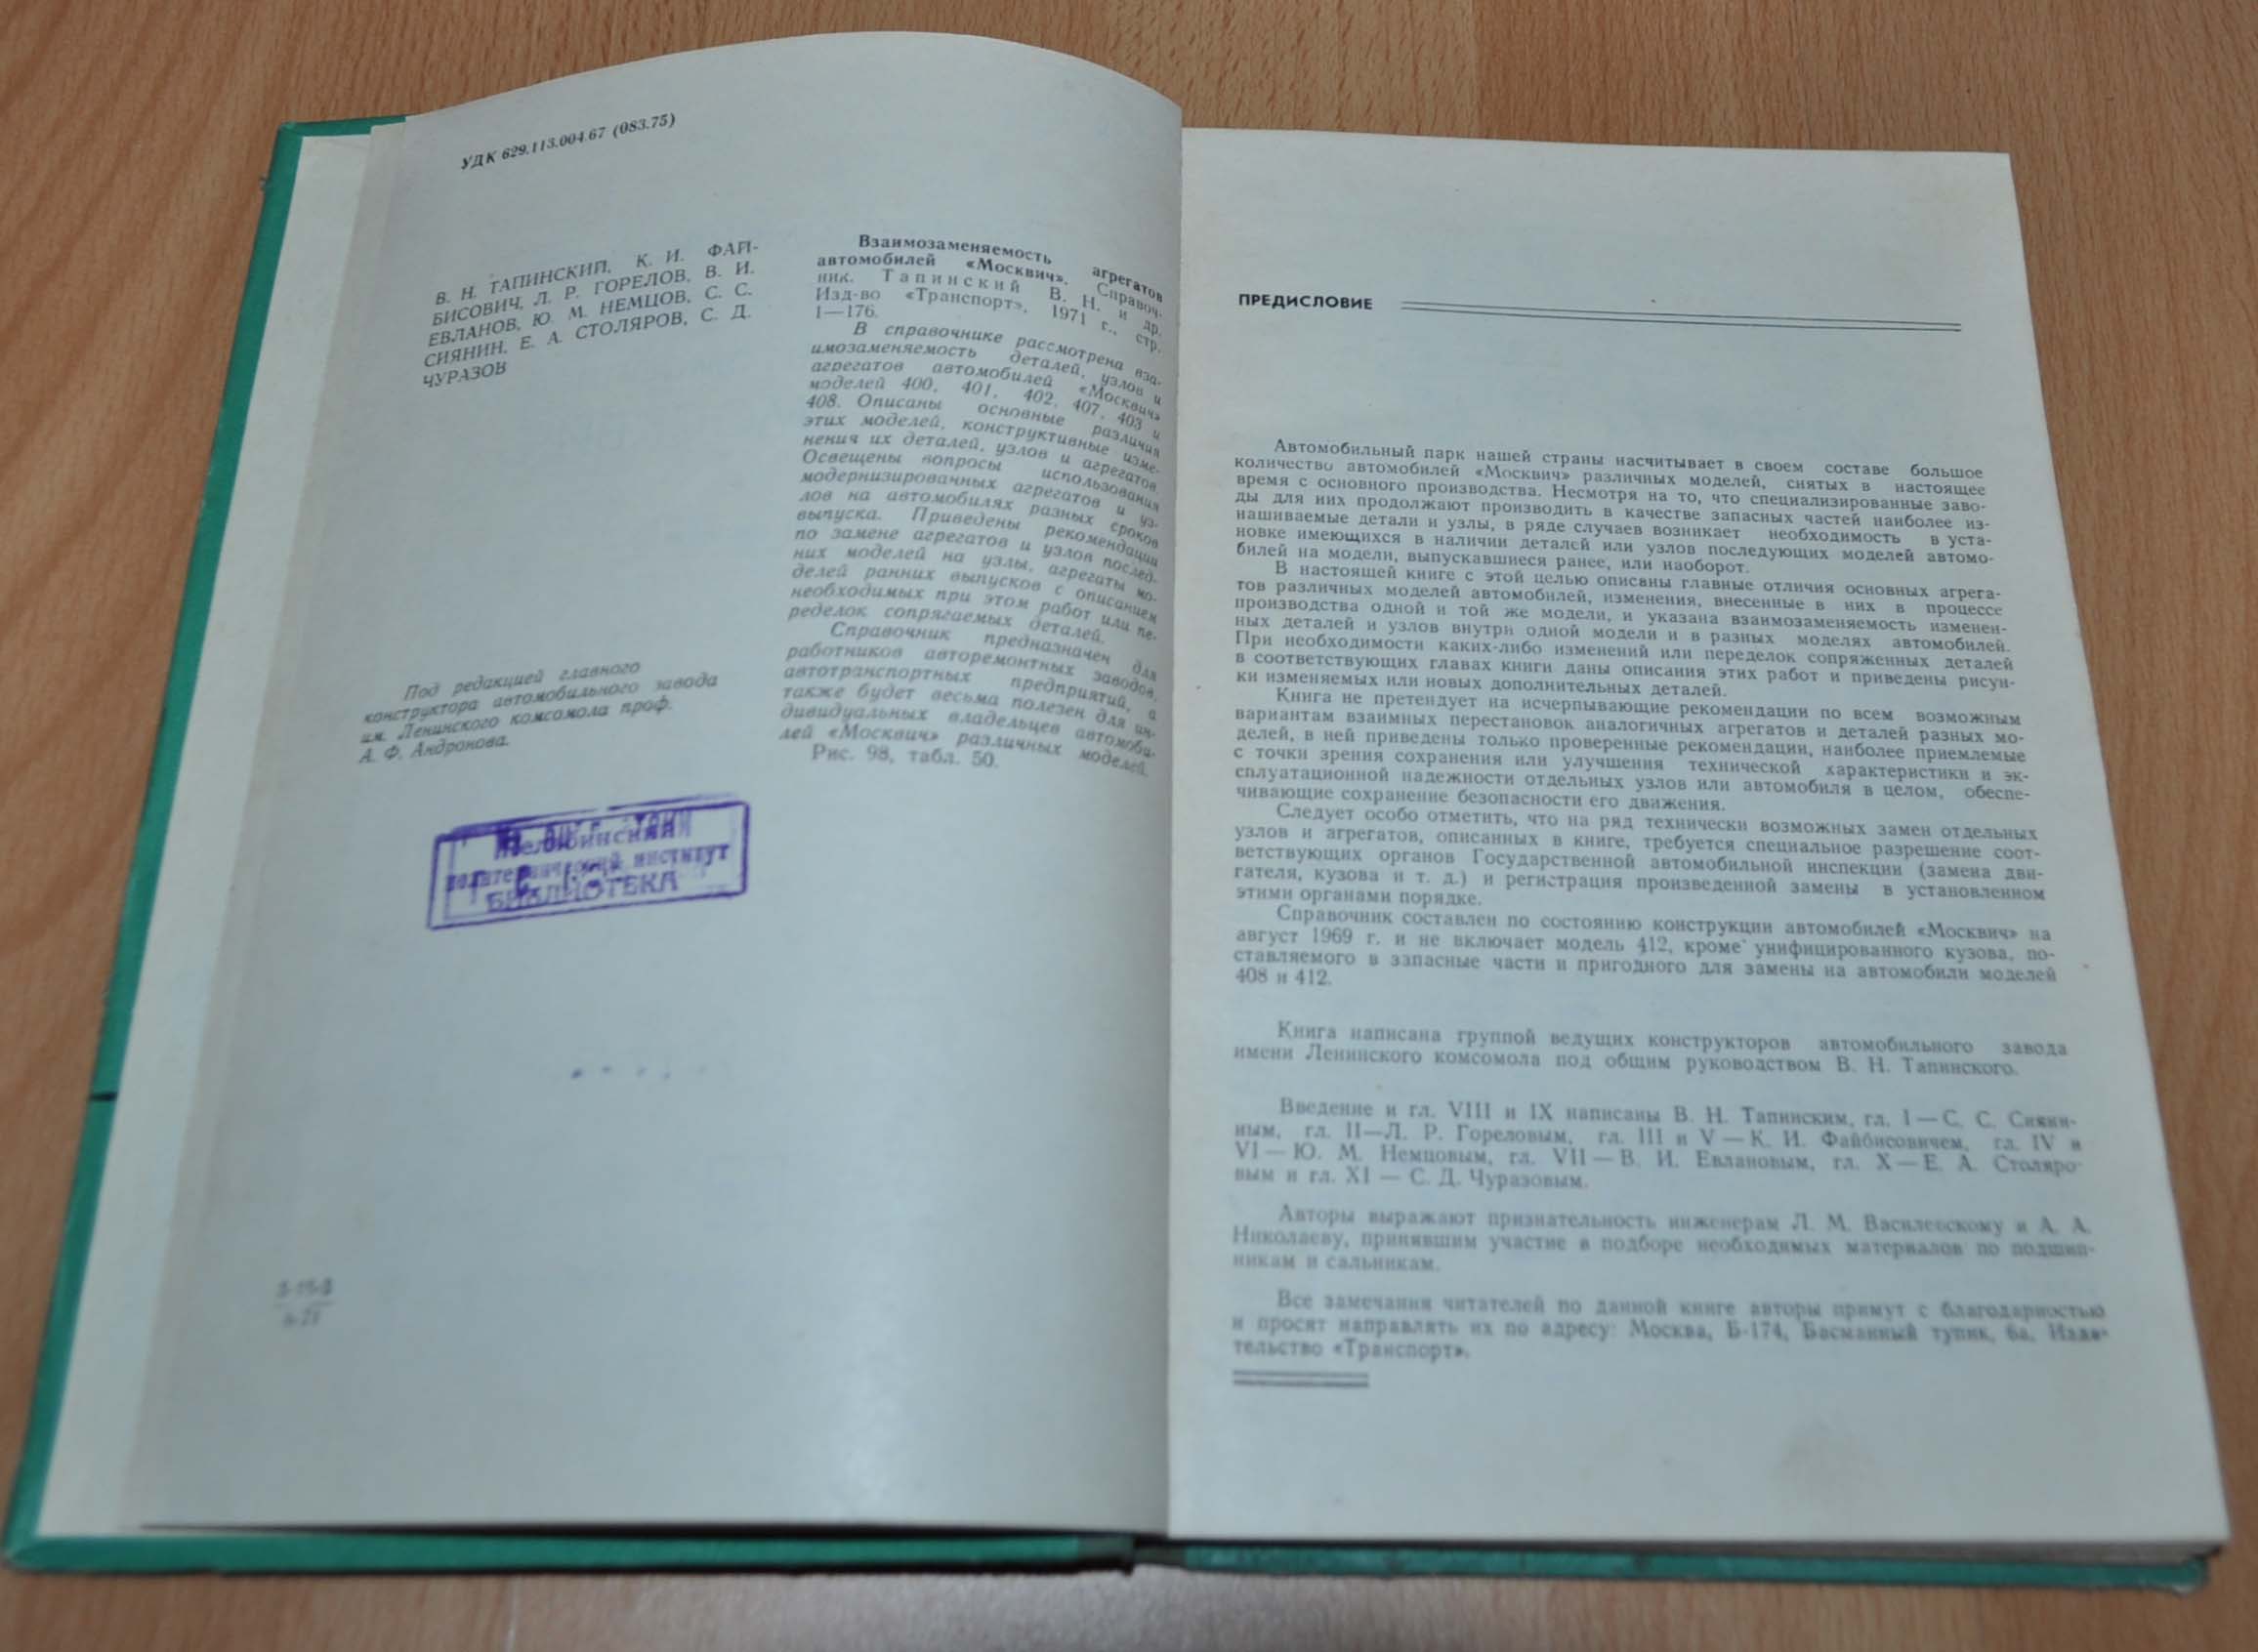 УДК 629.113.004.67 (083.75)
В. Н. ТАПИНСКИЙ, К. И. ФАЙ-
БИСОВИЧ, Л. Р. ГОРЕЛОВ, В. И.
ЕВЛАНОВ, Ю. М. НЕМЦОВ, С. С.
СИЯНИН, Е. А. СТОЛЯРОВ, С. Д.
ЧУРАЗОВ
Под редакцией главного
конструктора автомобильного завода
им. Ленинского комсомола проф.
А. Ф. Андронова.
Челябинский
политехнический институт
БИБЛИОТЕКА
Взаимозаменяемость агрегатов
автомобилей «Москвич». Справоч-
ник. Тапинский В. Н. и др.
Изд-во «Транспорт», 1971 г., стр.
1—176.
В справочнике рассмотрена вза-
имозаменяемость деталей, узлов и
агрегатов автомобилей «Москвич»
моделей 400, 401, 402, 407, 403 и
408. Описаны основные различия
этих моделей, конструктивные изме-
нения их деталей, узлов и агрегатов.
Освещены вопросы использования
модернизированных агрегатов и уз-
лов на автомобилях разных сроков
выпуска. Приведены рекомендации
по замене агрегатов и узлов послед-
них моделей на узлы, агрегаты мо-
делей ранних выпусков с описанием
необходимых при этом работ или пе-
ределок сопрягаемых деталей.
Справочник предназначен для
работников авторемонтных заводов,
автотранспортных предприятий, а
также будет весьма полезен для ин-
дивидуальных владельцев автомоби-
лей «Москвич» различных моделей.
Рис. 98, табл. 50.
ПРЕДИСЛОВИЕ
Автомобильный парк нашей страны насчитывает в своем составе большое
количество автомобилей «Москвич» различных моделей, снятых в настоящее
время с основного производства. Несмотря на то, что специализированные заво-
ды для них продолжают производить в качестве запасных частей наиболее из-
нашиваемые детали и узлы, в ряде случаев возникает необходимость в уста-
новке имеющихся в наличии деталей или узлов последующих моделей автомо-
билей на модели, выпускавшиеся ранее, или наоборот.
В настоящей книге с этой целью описаны главные отличия основных агрега-
тов различных моделей автомобилей, изменения, внесенные в них в процессе
производства одной и той же модели, и указана взаимозаменяемость изменен-
ных деталей и узлов внутри одной модели и в разных моделях автомобилей.
При необходимости каких-либо изменений или переделок сопряженных деталей
в соответствующих главах книги даны описания этих работ и приведены рисун-
ки изменяемых или новых дополнительных деталей.
Книга не претендует на исчерпывающие рекомендации по всем возможным
вариантам взаимных перестановок аналогичных агрегатов и деталей разных мо-
делей, в ней приведены только проверенные рекомендации, наиболее приемлемые
с точки зрения сохранения или улучшения технической характеристики и эк-
сплуатационной надежности отдельных узлов или автомобиля в целом, обеспе-
чивающие сохранение безопасности его движения.
Следует особо отметить, что на ряд технически возможных замен отдельных
узлов и агрегатов, описанных в книге, требуется специальное разрешение соот-
ветствующих органов Государственной автомобильной инспекции (замена дви-
гателя, кузова и т. д.) и регистрация произведенной замены в установленном
этими органами порядке.
Справочник составлен по состоянию конструкции автомобилей «Москвич» на
август 1969 г. и не включает модель 412, кроме унифицированного кузова, по-
ставляемого в запасные части и пригодного для замены на автомобили моделей
408 и 412.
Книга написана группой ведущих конструкторов автомобильного завода
имени Ленинского комсомола под общим руководством В. Н. Тапинского.
Введение и гл. VIII и IX написаны В. Н. Тапинским, гл. I — С. С. Сияни-
ным, гл. II—Л. Р. Гореловым, гл. III и V — К. И. Файбисовичем, гл. IV и
VI — Ю. М. Немцовым, гл. VII — В. И. Евлановым, гл. X — Е. А. Столяро-
вым и гл. XI — С. Д. Чуразовым.
Авторы выражают признательность инженерам Л. М. Василевскому и А. А.
Николаеву, принявшим участие в подборе необходимых материалов по подшип-
никам и сальникам.
Все замечания читателей по данной книге авторы примут с благодарностью
и просят направлять их по адресу: Москва, Б-174, Басманный тупик, 6а, Изда-
тельство «Транспорт».